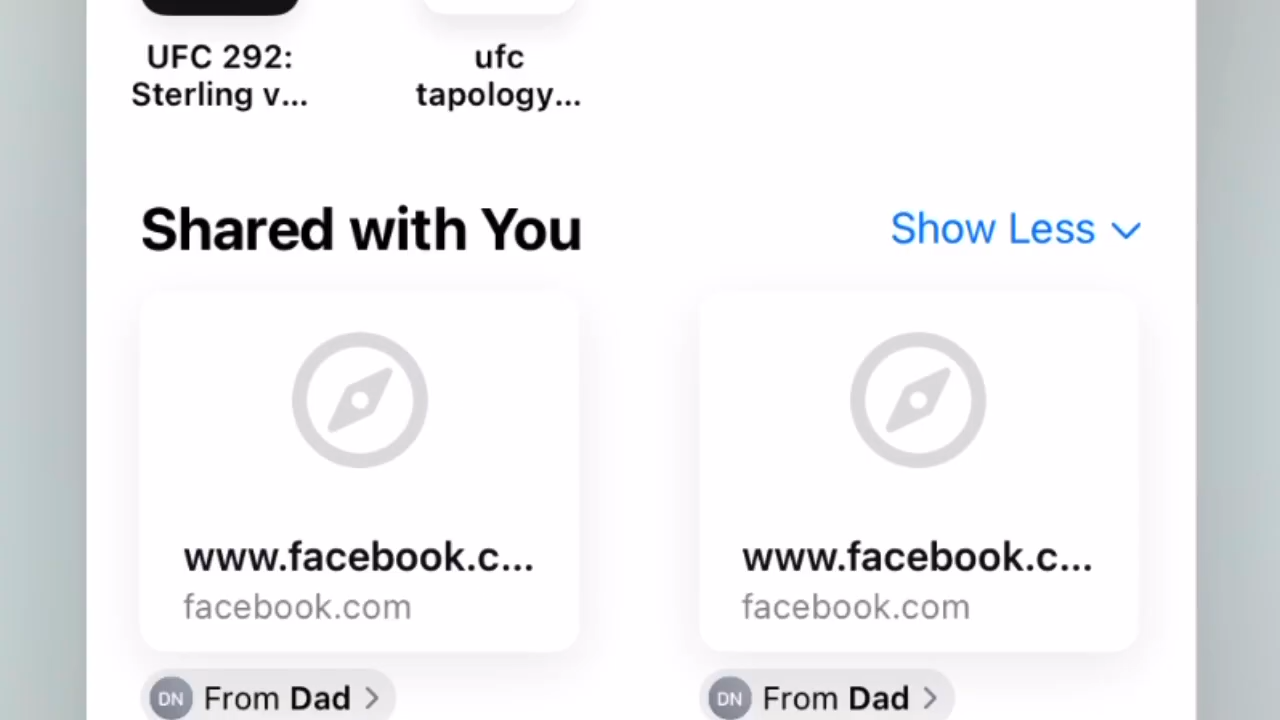 UFC 292:
Sterling v...
ufc
tapology...
Shared with You
Show Less
www.facebook.c...
facebook.com
www.facebook.c...
facebook.com
DN From Dad
DN From Dad